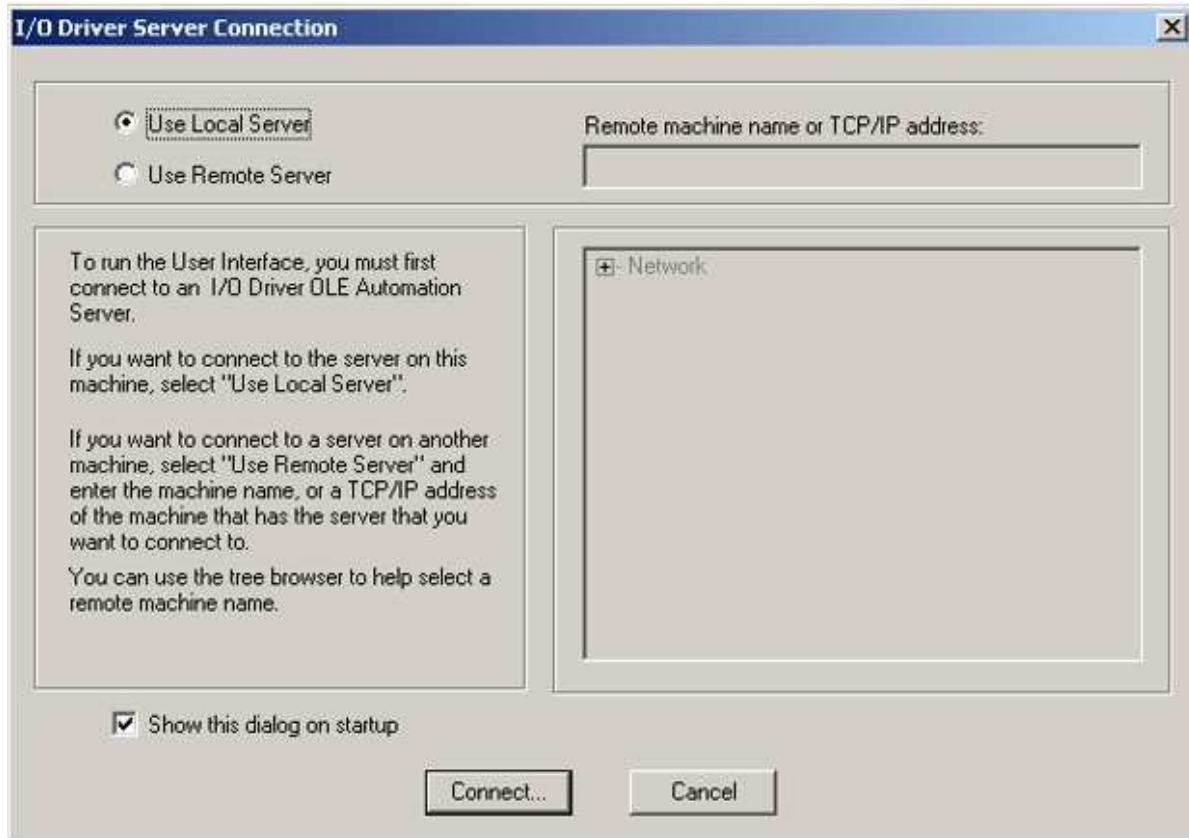 I/O Driver Server Connection
Use Local Server
Use Remote Server
Remote machine name or TCP/IP address:
To run the User Interface, you must first
connect to an I/O Driver OLE Automation
Server.
If you want to connect to the server on this
machine, select "Use Local Server".
If you want to connect to a server on another
machine, select "Use Remote Server" and
enter the machine name, or a TCP/IP address
of the machine that has the server that you
want to connect to.
You can use the tree browser to help select a
remote machine name.
Network
Show this dialog on startup
Connect...
Cancel